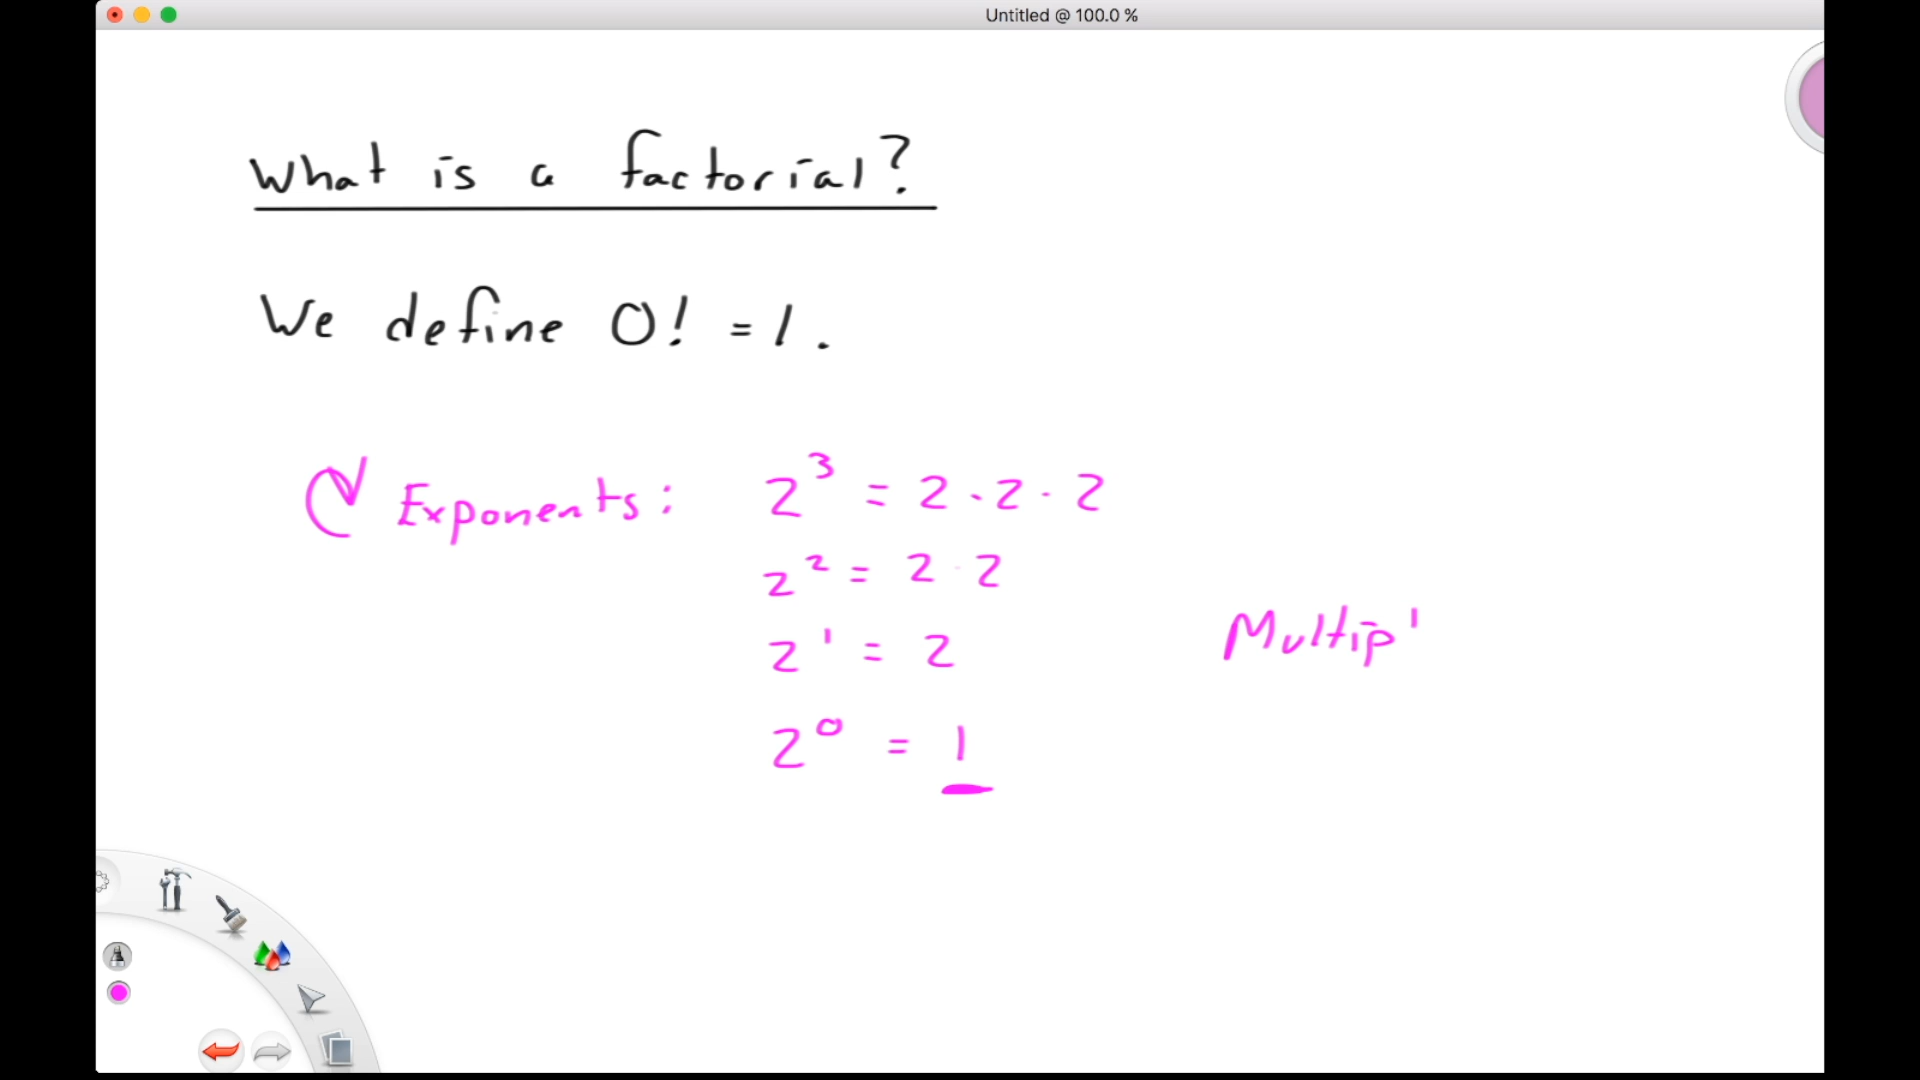 Untitled @ 100.0 %
What is a factorial?
We define 0! = 1.
Exponents: 2³ = 2 · 2 · 2
2² = 2 · 2
2¹ = 2
Multipl
2⁰ = 1